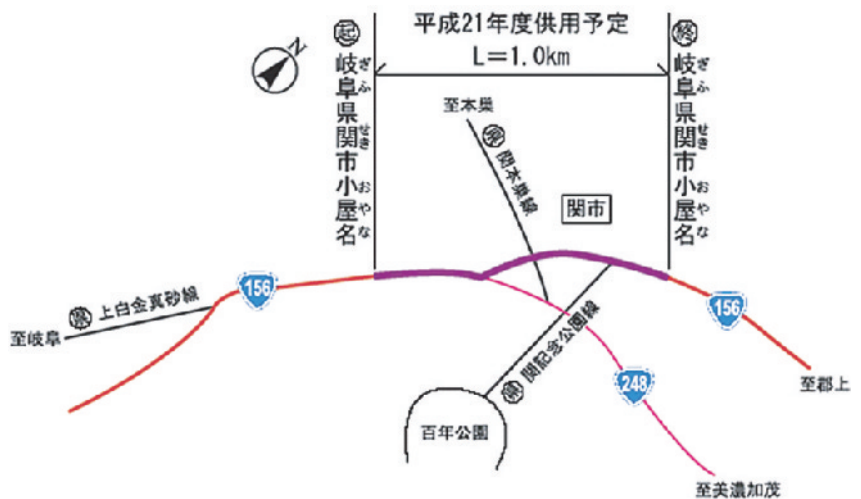 平成21年度供用予定
L=1.0km
起
岐阜県関市小屋名
ぎふ
せき
おやな
終
岐阜県関市小屋名
ぎふ
せき
おやな
N
至本巣
県 関本巣線
関市
156
県 上白金真砂線
至岐阜
156
至郡上
県 関記念公園線
248
百年公園
至美濃加茂